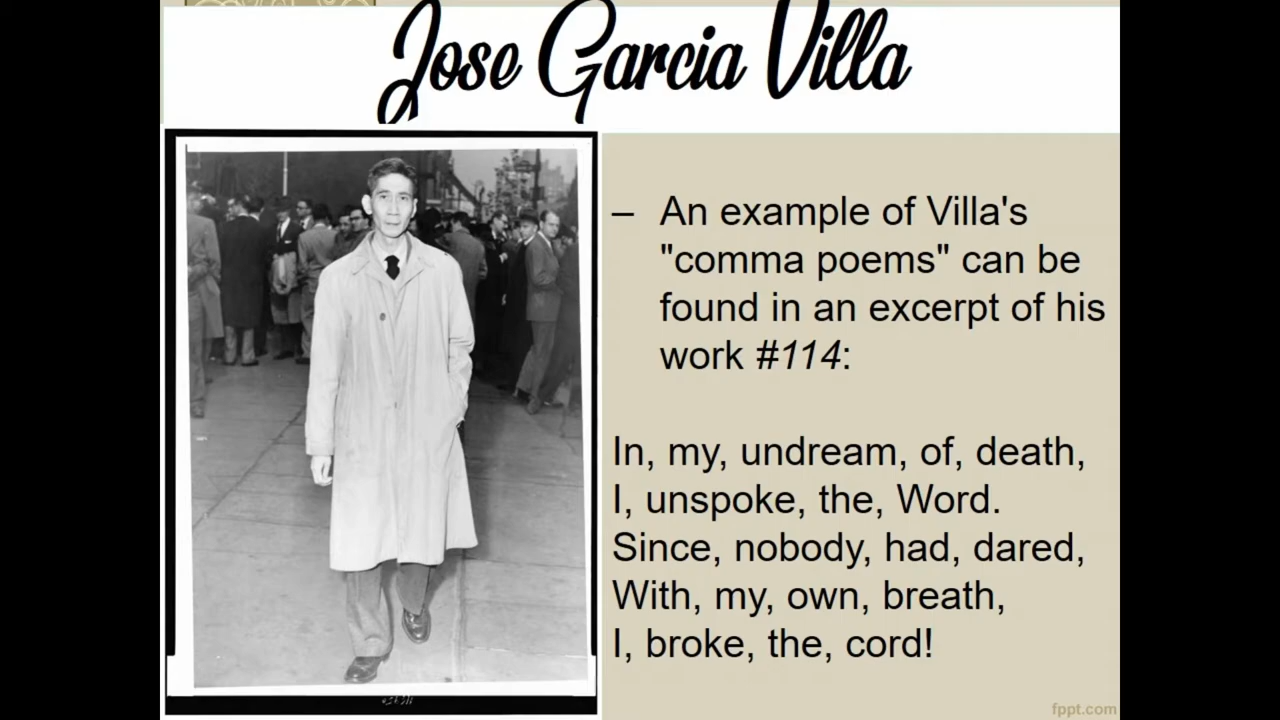 Jose Garcia Villa
– An example of Villa's
"comma poems" can be
found in an excerpt of his
work #114:
In, my, undream, of, death,
I, unspoke, the, Word.
Since, nobody, had, dared,
With, my, own, breath,
I, broke, the, cord!
fppt.com